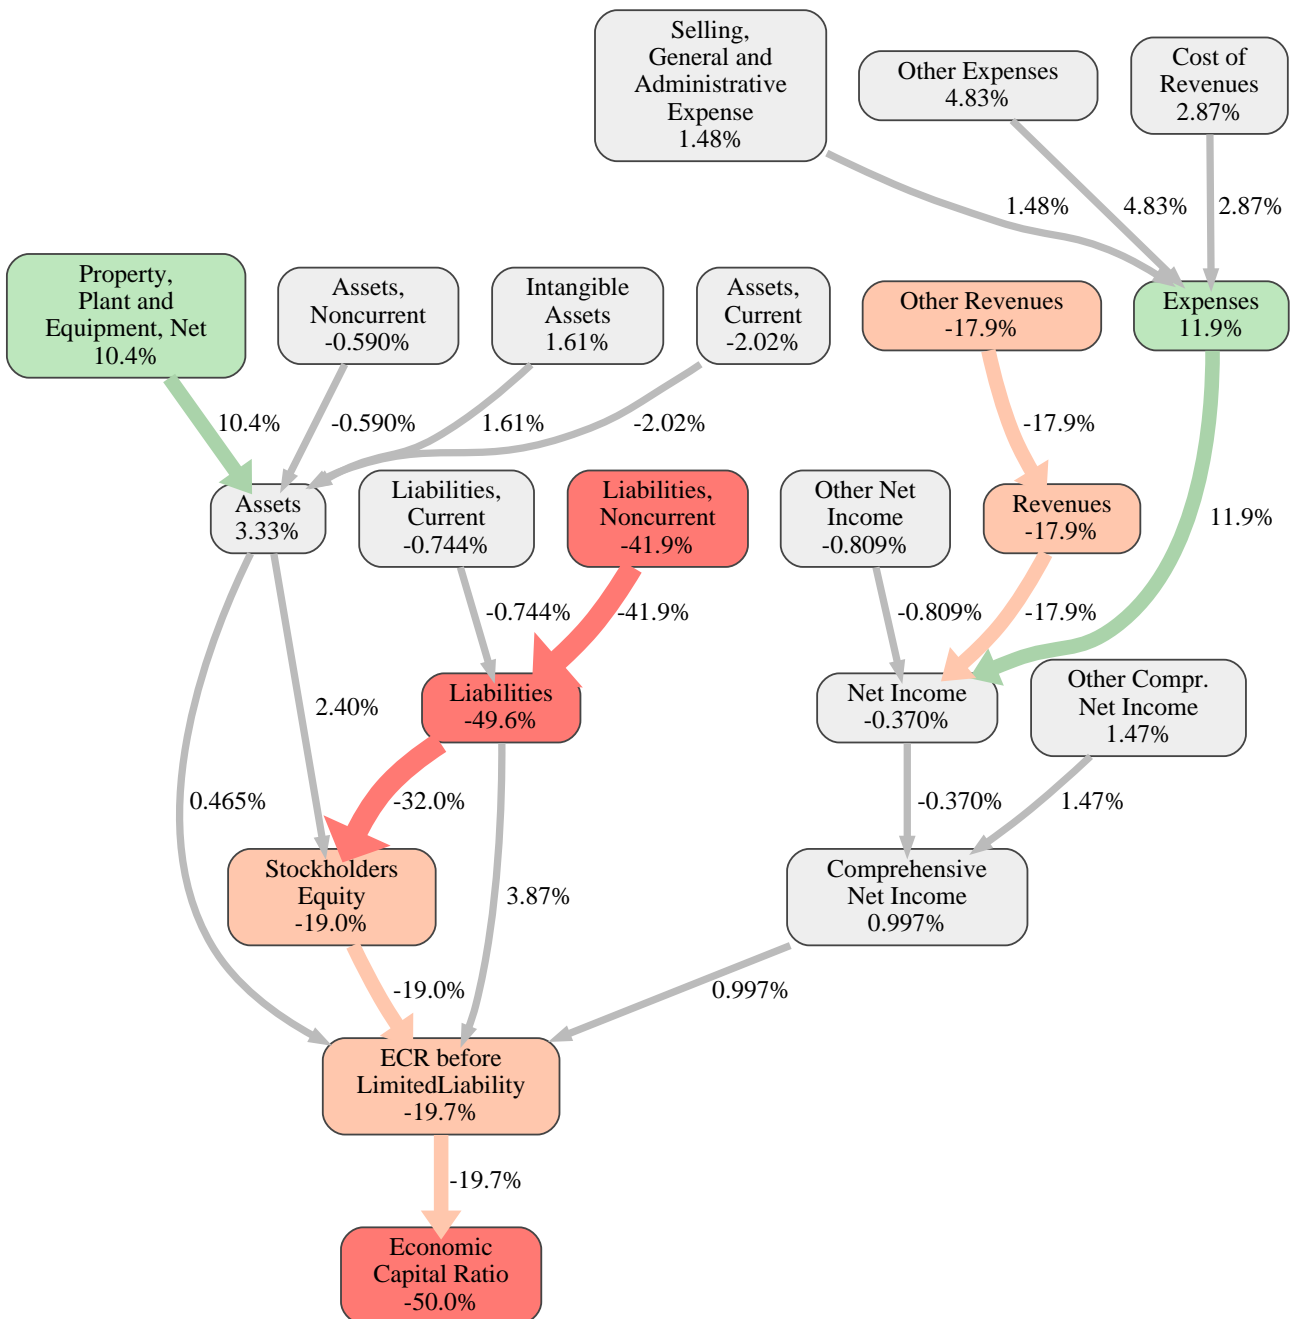 Selling,
General and
Administrative
Expense
1.48%
Other Expenses
4.83%
Cost of
Revenues
2.87%
1.48%
4.83%
2.87%
Property,
Plant and
Equipment, Net
10.4%
Assets,
Noncurrent
-0.590%
Intangible
Assets
1.61%
Assets,
Current
-2.02%
Other Revenues
-17.9%
Expenses
11.9%
10.4%
-0.590%
1.61%
-2.02%
-17.9%
11.9%
Assets
3.33%
Liabilities,
Current
-0.744%
Liabilities,
Noncurrent
-41.9%
Other Net
Income
-0.809%
Revenues
-17.9%
-0.744%
-41.9%
-0.809%
-17.9%
2.40%
Liabilities
-49.6%
Net Income
-0.370%
Other Compr.
Net Income
1.47%
0.465%
-32.0%
3.87%
-0.370%
1.47%
Stockholders
Equity
-19.0%
Comprehensive
Net Income
0.997%
-19.0%
0.997%
ECR before
LimitedLiability
-19.7%
-19.7%
Economic
Capital Ratio
-50.0%